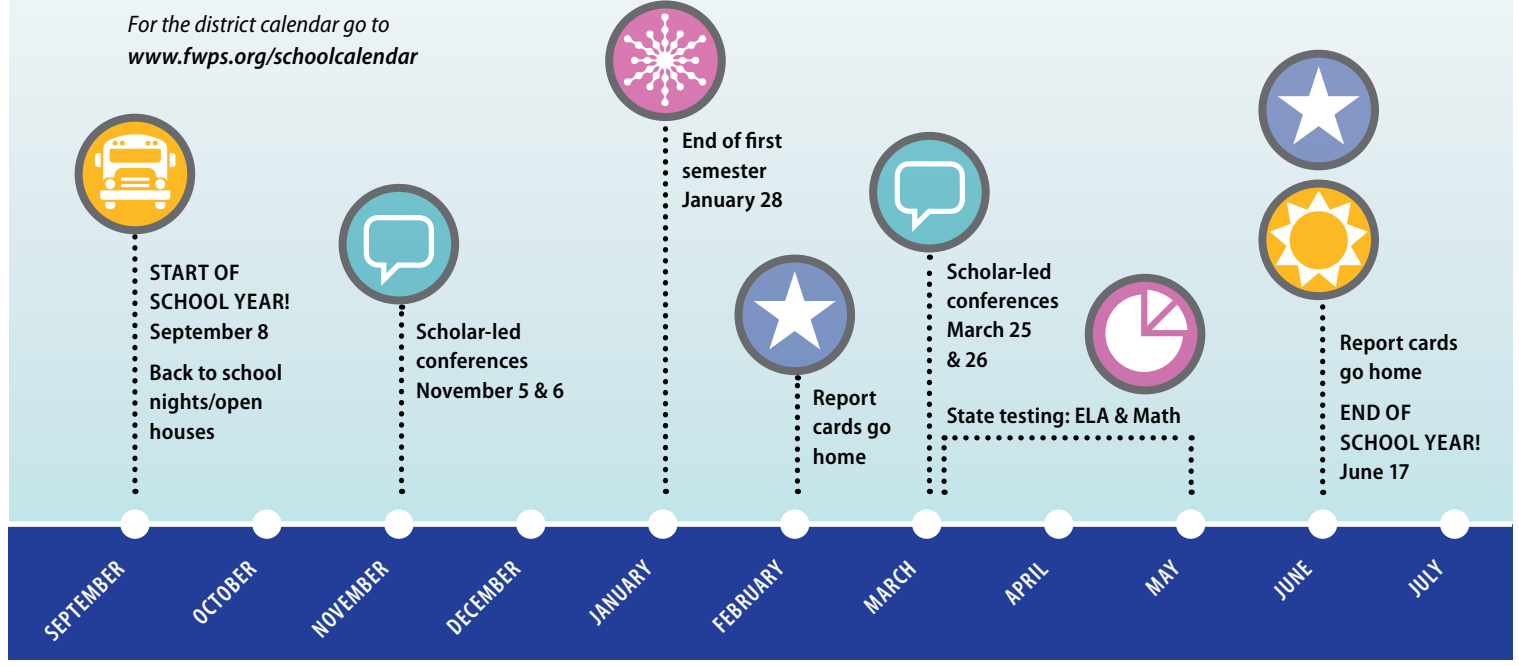 For the district calendar go to
www.fwps.org/schoolcalendar
START OF
SCHOOL YEAR!
September 8
Back to school
nights/open
houses
Scholar-led
conferences
November 5 & 6
End of first
semester
January 28
Report
cards go
home
Scholar-led
conferences
March 25
& 26
State testing: ELA & Math
Report cards
go home
END OF
SCHOOL YEAR!
June 17
SEPTEMBER
OCTOBER
NOVEMBER
DECEMBER
JANUARY
FEBRUARY
MARCH
APRIL
MAY
JUNE
JULY